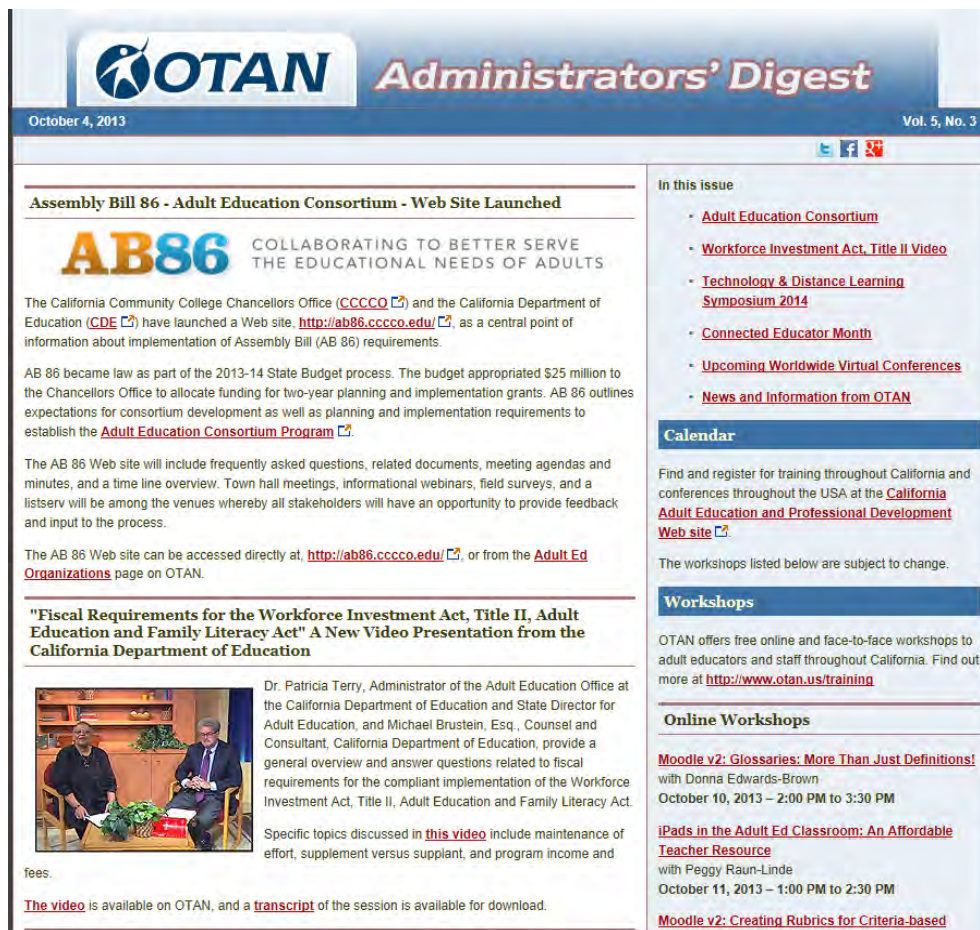 OTAN
Administrators' Digest
October 4, 2013
Vol. 5, No. 3
Assembly Bill 86 - Adult Education Consortium - Web Site Launched
AB86
COLLABORATING TO BETTER SERVE
THE EDUCATIONAL NEEDS OF ADULTS
The California Community College Chancellors Office (CCCCO) and the California Department of
Education (CDE) have launched a Web site, http://ab86.cccco.edu/, as a central point of
information about implementation of Assembly Bill (AB 86) requirements.
AB 86 became law as part of the 2013-14 State Budget process. The budget appropriated $25 million to
the Chancellors Office to allocate funding for two-year planning and implementation grants. AB 86 outlines
expectations for consortium development as well as planning and implementation requirements to
establish the Adult Education Consortium Program.
The AB 86 Web site will include frequently asked questions, related documents, meeting agendas and
minutes, and a time line overview. Town hall meetings, informational webinars, field surveys, and a
listserv will be among the venues whereby all stakeholders will have an opportunity to provide feedback
and input to the process.
The AB 86 Web site can be accessed directly at, http://ab86.cccco.edu/, or from the Adult Ed
Organizations page on OTAN.
"Fiscal Requirements for the Workforce Investment Act, Title II, Adult
Education and Family Literacy Act" A New Video Presentation from the
California Department of Education
Dr. Patricia Terry, Administrator of the Adult Education Office at
the California Department of Education and State Director for
Adult Education, and Michael Brustein, Esq., Counsel and
Consultant, California Department of Education, provide a
general overview and answer questions related to fiscal
requirements for the compliant implementation of the Workforce
Investment Act, Title II, Adult Education and Family Literacy Act.
Specific topics discussed in this video include maintenance of
effort, supplement versus supplant, and program income and
fees.
The video is available on OTAN, and a transcript of the session is available for download.
In this issue
Adult Education Consortium
Workforce Investment Act, Title II Video
Technology & Distance Learning
Symposium 2014
Connected Educator Month
Upcoming Worldwide Virtual Conferences
News and Information from OTAN
Calendar
Find and register for training throughout California and
conferences throughout the USA at the California
Adult Education and Professional Development
Web site.
The workshops listed below are subject to change.
Workshops
OTAN offers free online and face-to-face workshops to
adult educators and staff throughout California. Find out
more at http://www.otan.us/training
Online Workshops
Moodle v2: Glossaries: More Than Just Definitions!
with Donna Edwards-Brown
October 10, 2013 – 2:00 PM to 3:30 PM
iPads in the Adult Ed Classroom: An Affordable
Teacher Resource
with Peggy Raun-Linde
October 11, 2013 – 1:00 PM to 2:30 PM
Moodle v2: Creating Rubrics for Criteria-based